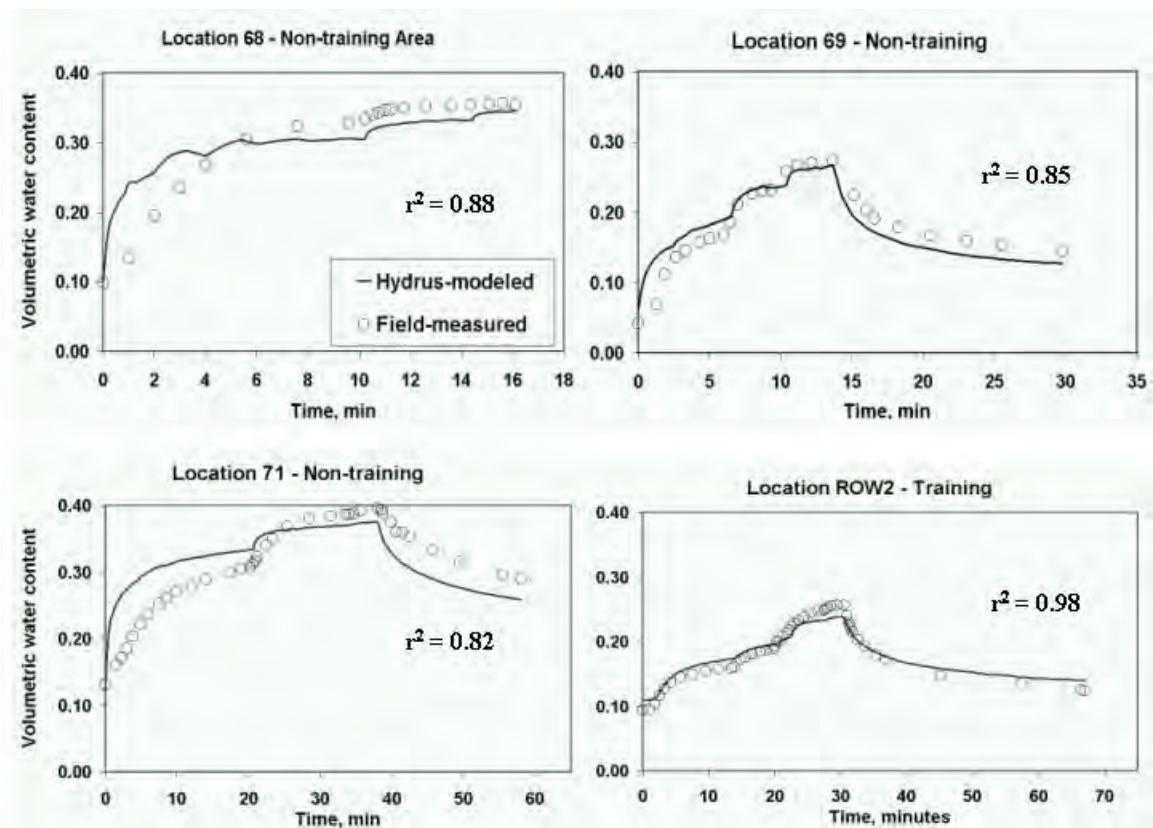 Location 68 - Non-training Area
Volumetric water content
0.40
0.30
0.20
0.10
0.00
r² = 0.88
Hydrus-modeled
Field-measured
0 2 4 6 8 10 12 14 16 18
Time, min
Location 69 - Non-training
0.40
0.30
0.20
0.10
0.00
r² = 0.85
0 5 10 15 20 25 30 35
Time, min
Location 71 - Non-training
Volumetric water content
0.40
0.30
0.20
0.10
0.00
r² = 0.82
0 10 20 30 40 50 60
Time, min
Location ROW2 - Training
0.40
0.30
0.20
0.10
0.00
r² = 0.98
0 10 20 30 40 50 60 70
Time, minutes